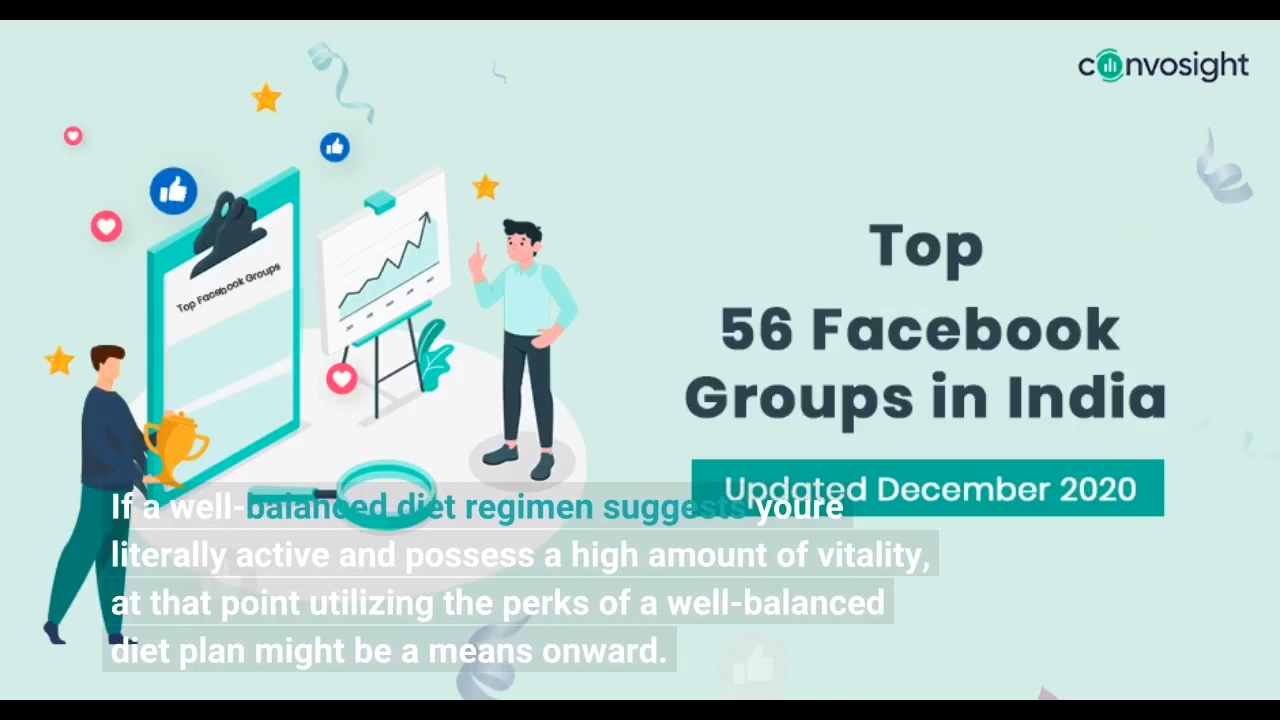 convosight
Top Facebook Groups
Top
56 Facebook
Groups in India
Updated December 2020
If a well-balanced diet regimen suggests youre
literally active and possess a high amount of vitality,
at that point utilizing the perks of a well-balanced
diet plan might be a means onward.